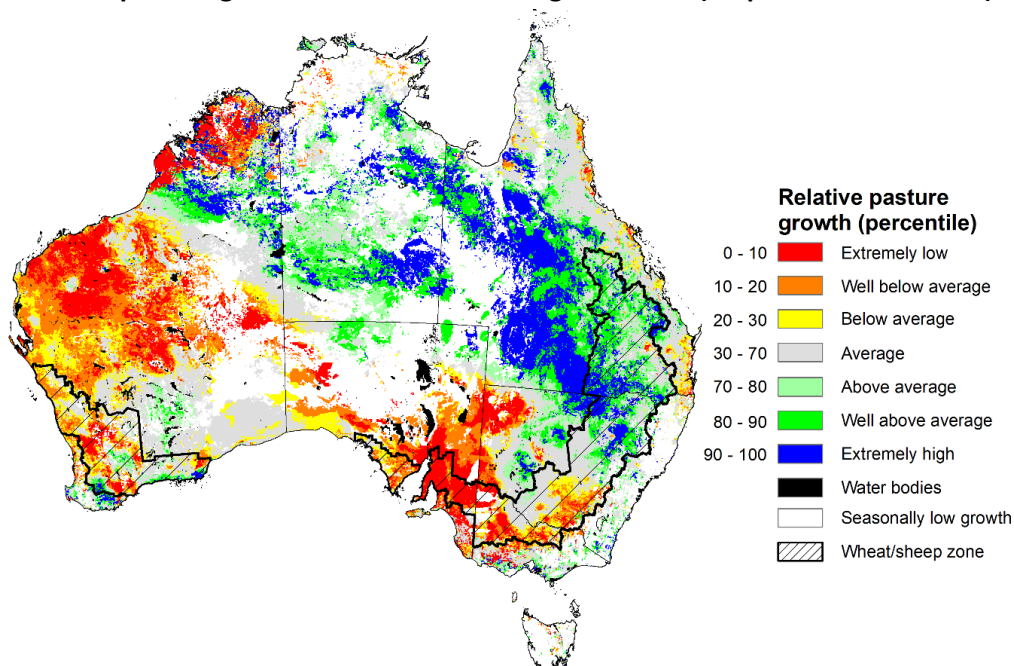 Relative pasture
growth (percentile)
0 - 10 Extremely low
10 - 20 Well below average
20 - 30 Below average
30 - 70 Average
70 - 80 Above average
80 - 90 Well above average
90 - 100 Extremely high
Water bodies
Seasonally low growth
Wheat/sheep zone